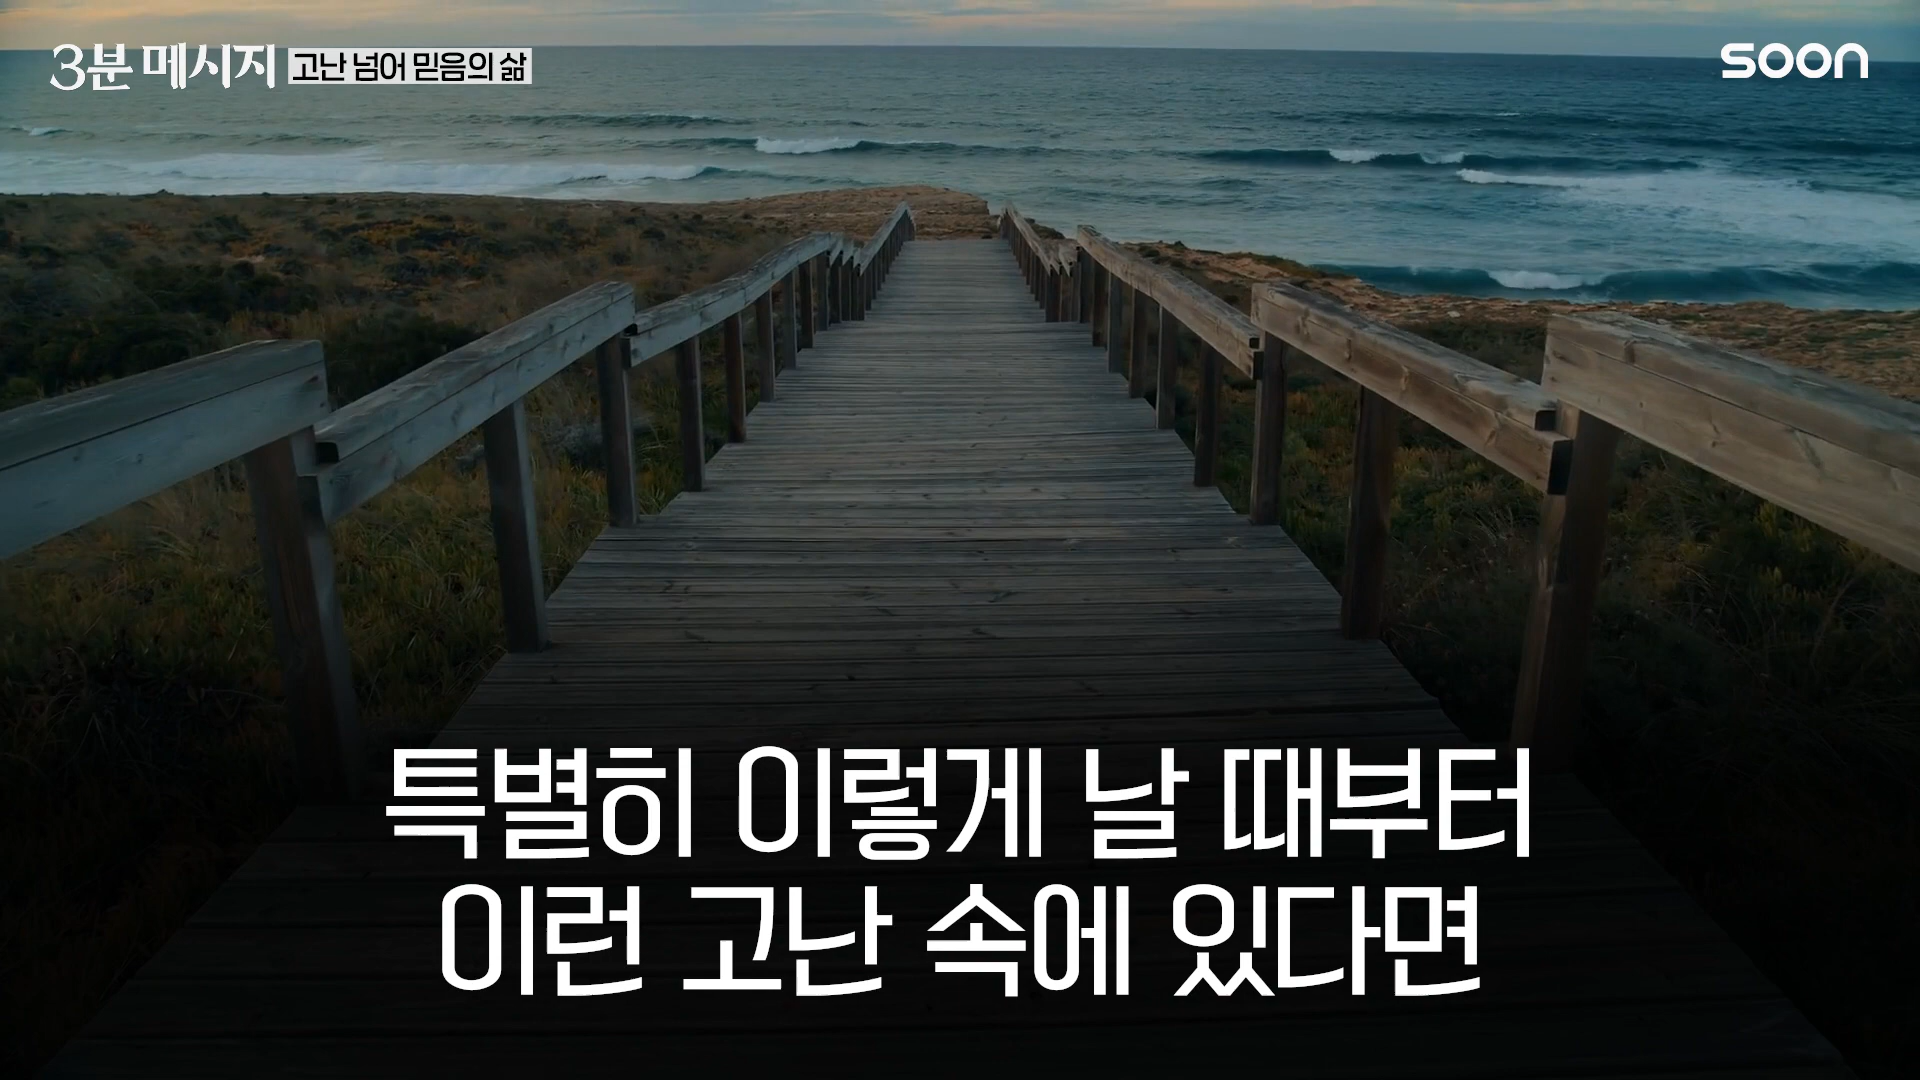 3분 메시지 고난 넘어 믿음의 삶
soon
특별히 이렇게 날 때부터
이런 고난 속에 있다면